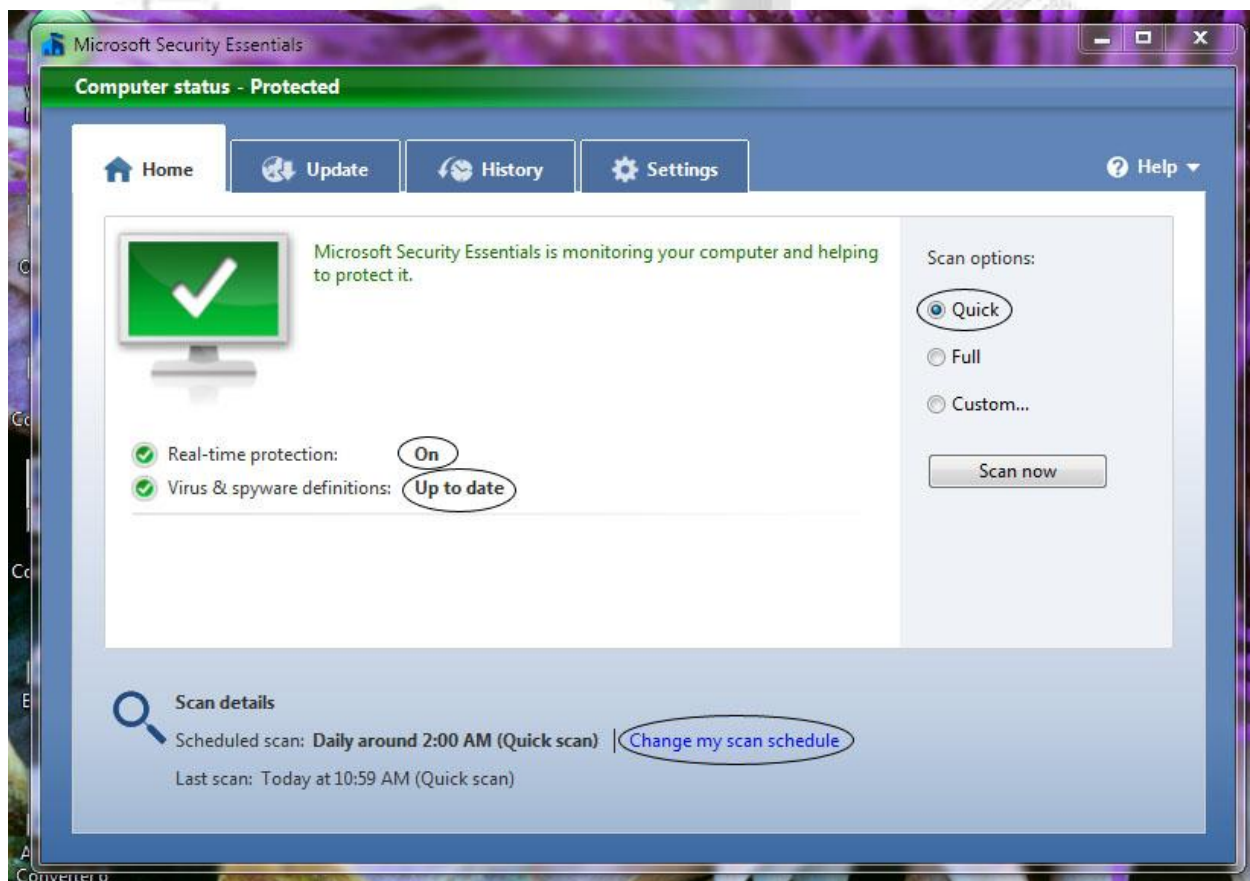 Microsoft Security Essentials
Computer status - Protected
Home
Update
History
Settings
Help
Microsoft Security Essentials is monitoring your computer and helping
to protect it.
Real-time protection: On
Virus & spyware definitions: Up to date
Scan options:
Quick
Full
Custom...
Scan now
Scan details
Scheduled scan: Daily around 2:00 AM (Quick scan) | Change my scan schedule
Last scan: Today at 10:59 AM (Quick scan)